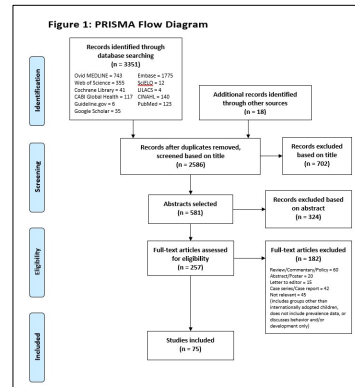 Figure 1: PRISMA Flow Diagram
Identification
Records identified through
database searching
(n = 3351)
Ovid MEDLINE = 743 Embase = 1775
Web of Science = 355 SciELO = 12
Cochrane Library = 41 LILACS = 4
CABI Global Health = 117 CINAHL = 140
Guideline.gov = 6 PubMed = 123
Google Scholar = 35
Additional records identified
through other sources
(n = 18)
Screening
Records after duplicates removed,
screened based on title
(n = 2586)
Records excluded
based on title
(n = 702)
Abstracts selected
(n = 581)
Records excluded based
on abstract
(n = 324)
Eligibility
Full-text articles assessed
for eligibility
(n = 257)
Full-text articles excluded
(n = 182)
Review/Commentary/Policy = 60
Abstract/Poster = 20
Letter to editor = 15
Case series/Case report = 42
Not relevant = 45
(includes groups other than
internationally adopted children,
does not include prevalence data, or
discusses behavior and/or
development only)
Included
Studies included
(n = 75)